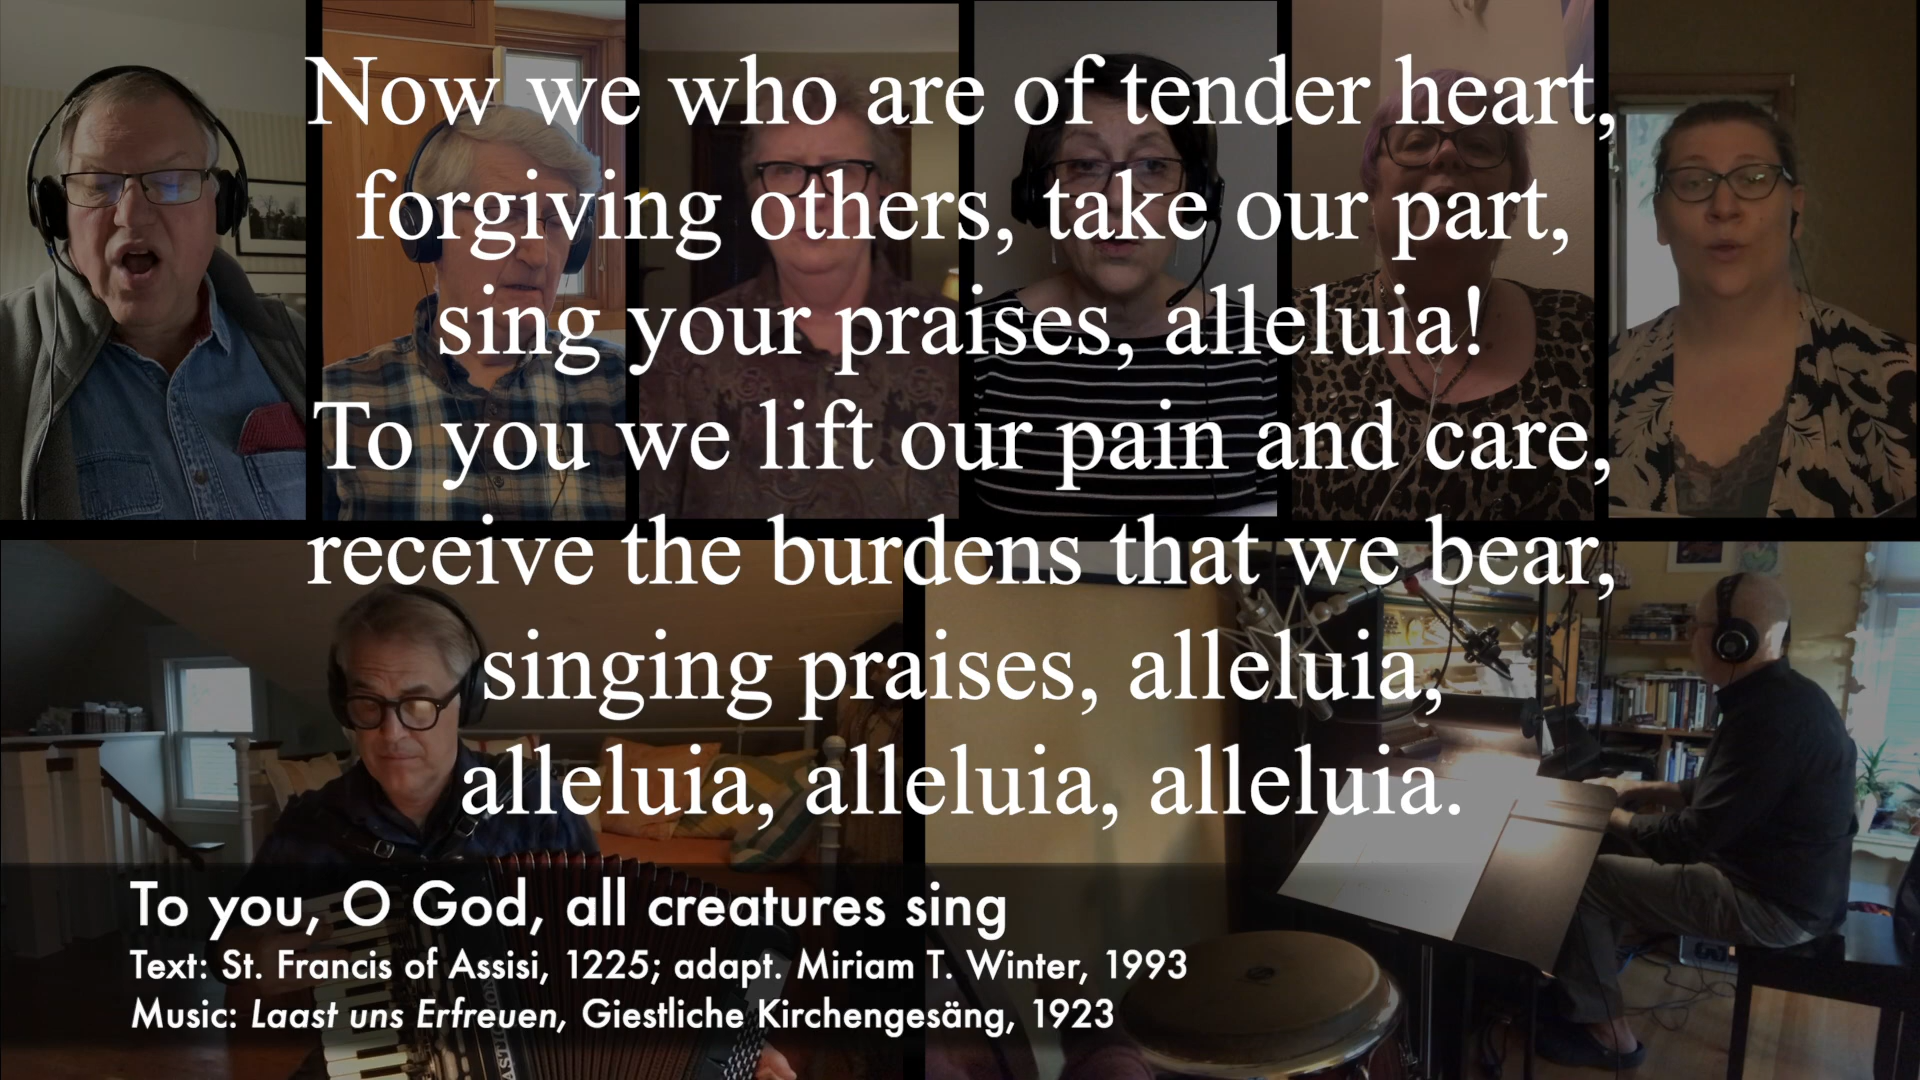 Now we who are of tender heart,
forgiving others, take our part,
sing your praises, alleluia!
To you we lift our pain and care,
receive the burdens that we bear,
singing praises, alleluia,
alleluia, alleluia, alleluia.
To you, O God, all creatures sing
Text: St. Francis of Assisi, 1225; adapt. Miriam T. Winter, 1993
Music: Laast uns Erfreuen, Giestliche Kirchengesäng, 1923